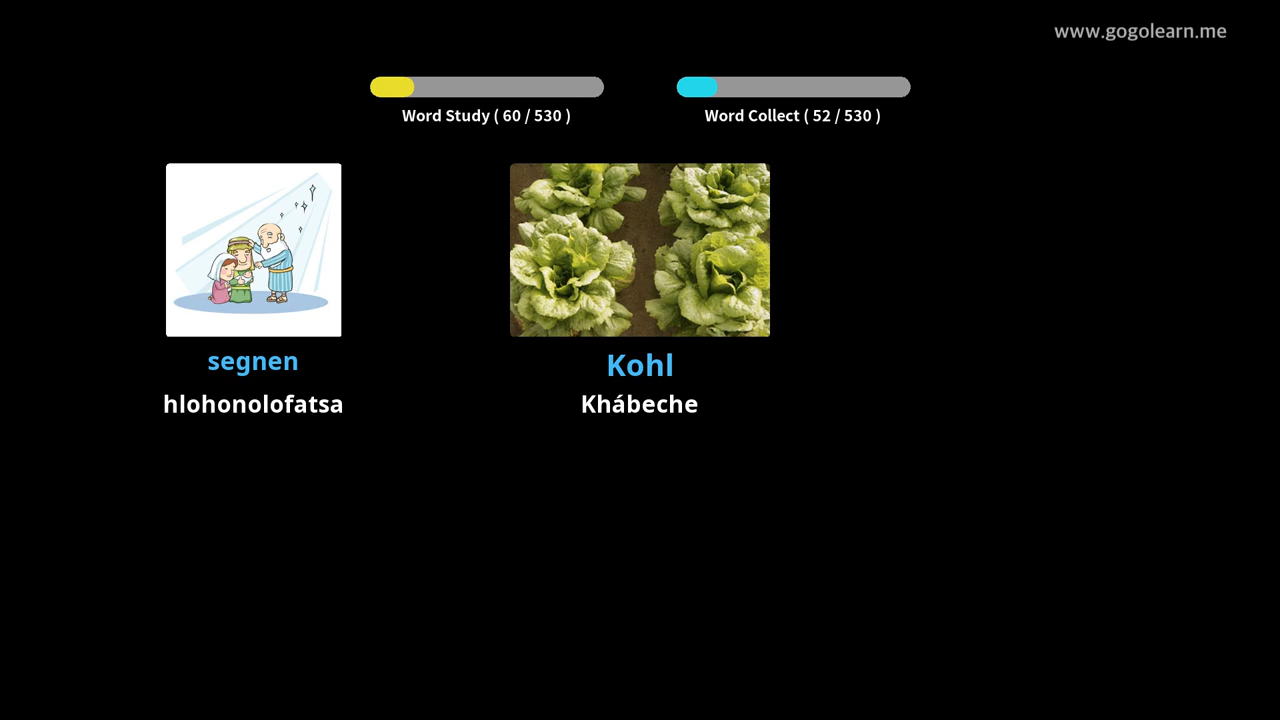 www.gogolearn.me
Word Study ( 60 / 530 )
Word Collect ( 52 / 530 )
segnen
hlohonolofatsa
Kohl
Khábeche